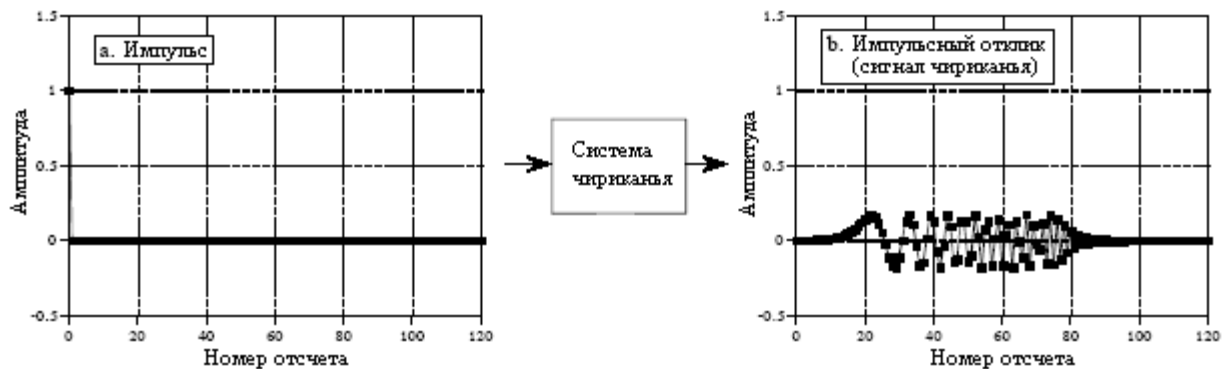 1.5
a. Импульс
1
0.5
0
-0.5
0 20 40 60 80 100 120
Амплитуда
Номер отсчета
Система
чириканья
1.5
b. Импульсный отклик
(сигнал чириканья)
1
0.5
0
-0.5
0 20 40 60 80 100 120
Амплитуда
Номер отсчета